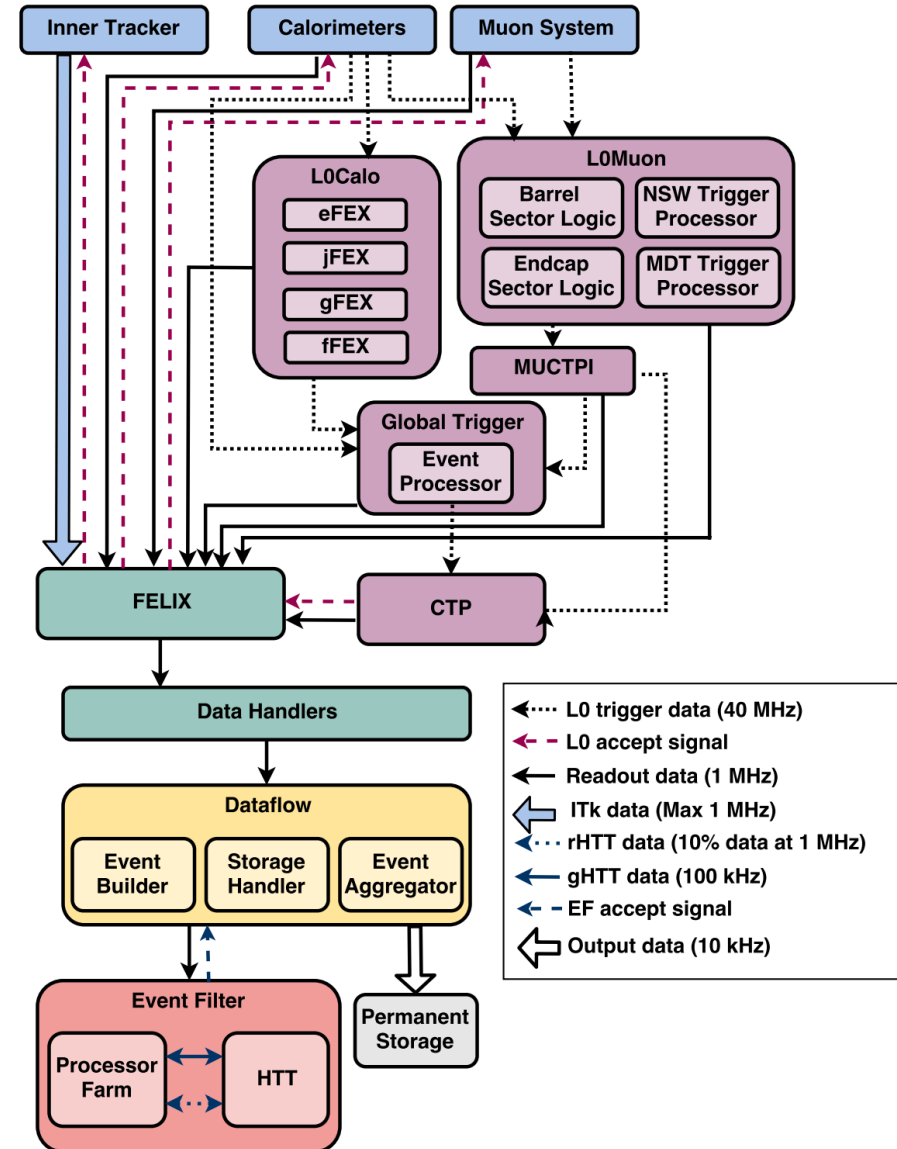 Inner Tracker
Calorimeters
Muon System
L0Calo
eFEX
jFEX
gFEX
fFEX
L0Muon
Barrel
Sector Logic
NSW Trigger
Processor
Endcap
Sector Logic
MDT Trigger
Processor
MUCTPI
Global Trigger
Event
Processor
FELIX
CTP
Data Handlers
Dataflow
Event
Builder
Storage
Handler
Event
Aggregator
Event Filter
Processor
Farm
HTT
Permanent
Storage
L0 trigger data (40 MHz)
L0 accept signal
Readout data (1 MHz)
ITk data (Max 1 MHz)
rHTT data (10% data at 1 MHz)
gHTT data (100 kHz)
EF accept signal
Output data (10 kHz)